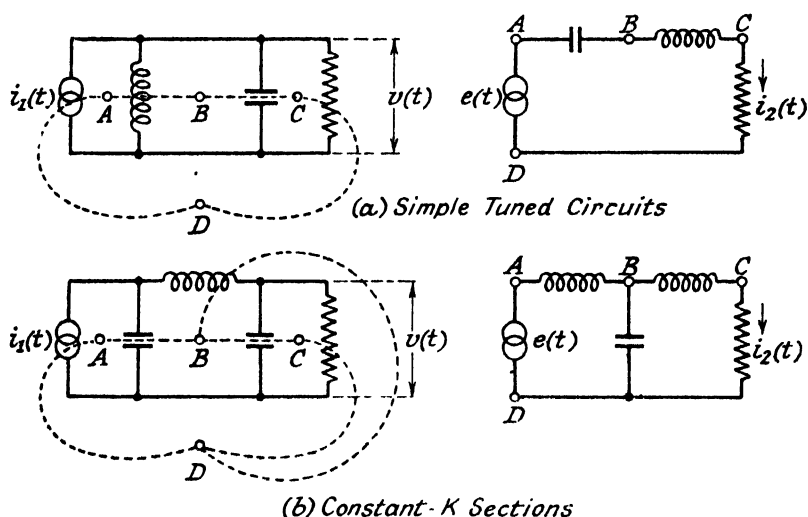 i₁(t) A B C v(t)
D
A B C
e(t) i₂(t)
D
(a) Simple Tuned Circuits
i₁(t) A B C v(t)
D
A B C
e(t) i₂(t)
D
(b) Constant-K Sections